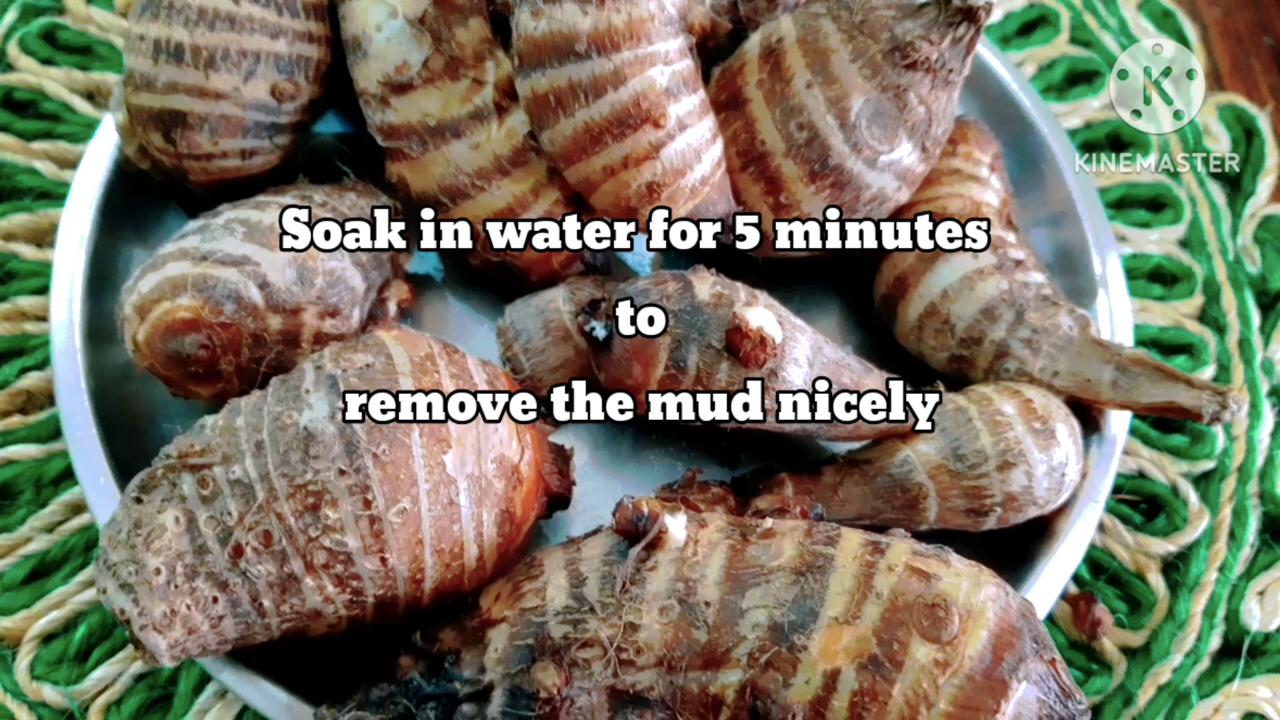 K
KINEMASTER
Soak in water for 5 minutes
to
remove the mud nicely